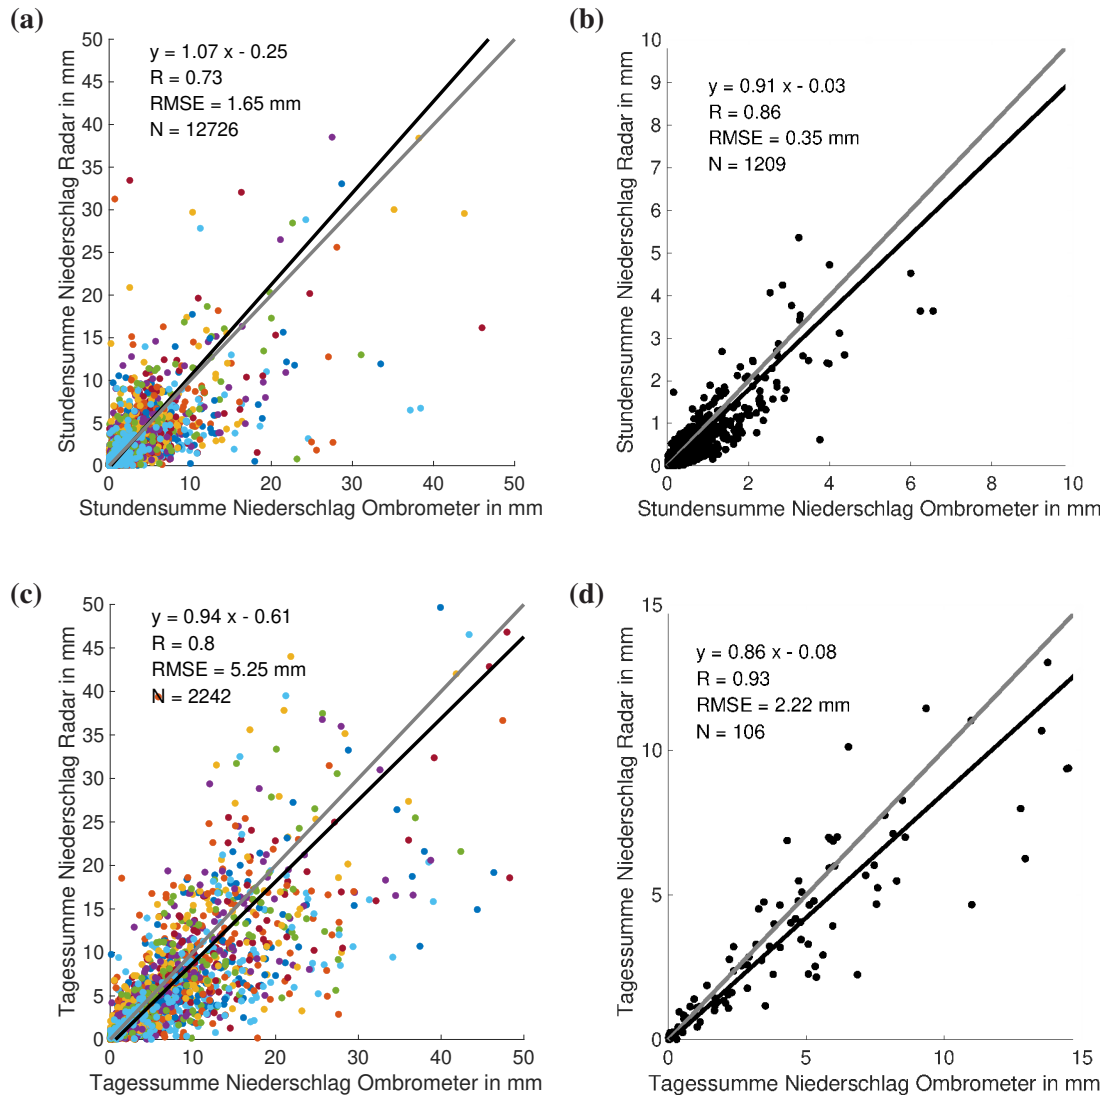 (a)
y = 1.07 x - 0.25
R = 0.73
RMSE = 1.65 mm
N = 12726
Stundensumme Niederschlag Radar in mm
50
45
40
35
30
25
20
15
10
5
0
0 10 20 30 40 50
Stundensumme Niederschlag Ombrometer in mm
(b)
y = 0.91 x - 0.03
R = 0.86
RMSE = 0.35 mm
N = 1209
Stundensumme Niederschlag Radar in mm
10
9
8
7
6
5
4
3
2
1
0
0 2 4 6 8 10
Stundensumme Niederschlag Ombrometer in mm
(c)
y = 0.94 x - 0.61
R = 0.8
RMSE = 5.25 mm
N = 2242
Tagessumme Niederschlag Radar in mm
50
45
40
35
30
25
20
15
10
5
0
0 10 20 30 40 50
Tagessumme Niederschlag Ombrometer in mm
(d)
y = 0.86 x - 0.08
R = 0.93
RMSE = 2.22 mm
N = 106
Tagessumme Niederschlag Radar in mm
15
10
5
0
0 5 10 15
Tagessumme Niederschlag Ombrometer in mm